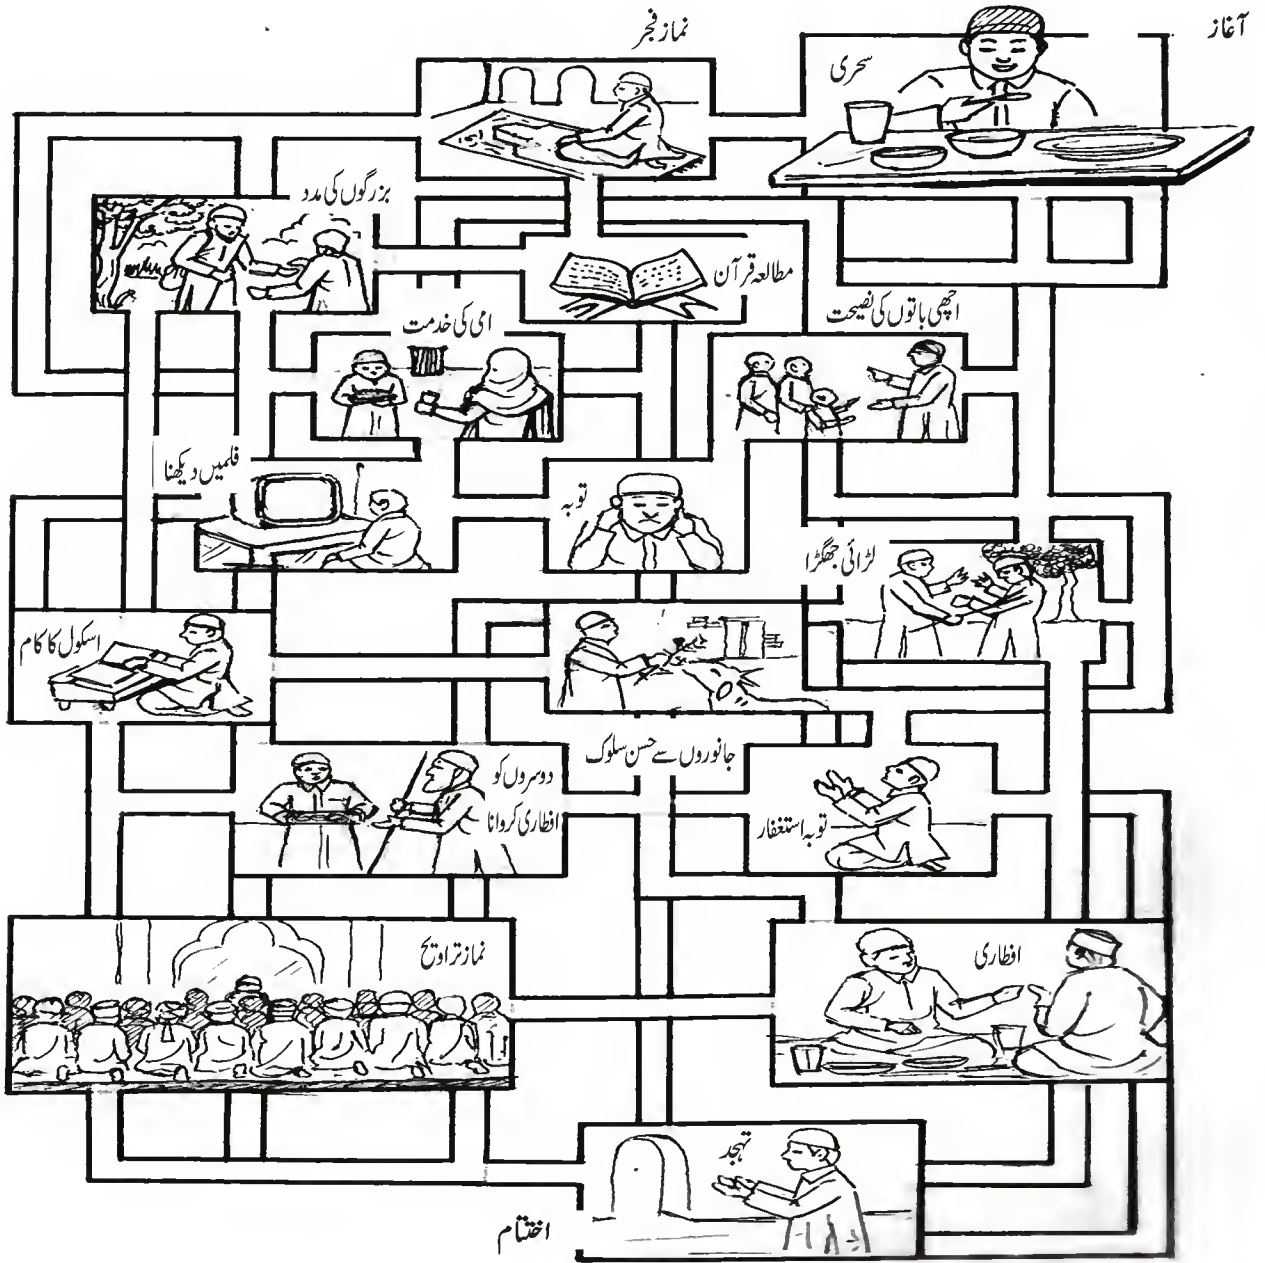 آغاز
نماز فجر
سحری
بزرگوں کی مدد
مطالعہ قرآن
اچھی باتوں کی نصیحت
امی کی خدمت
فلمیں دیکھنا
توبہ
لڑائی جھگڑا
اسکول کا کام
جانوروں سے حسن سلوک
دوسروں کو
افطاری کروانا
توبہ استغفار
نماز تراویح
افطاری
تہجد
اختتام